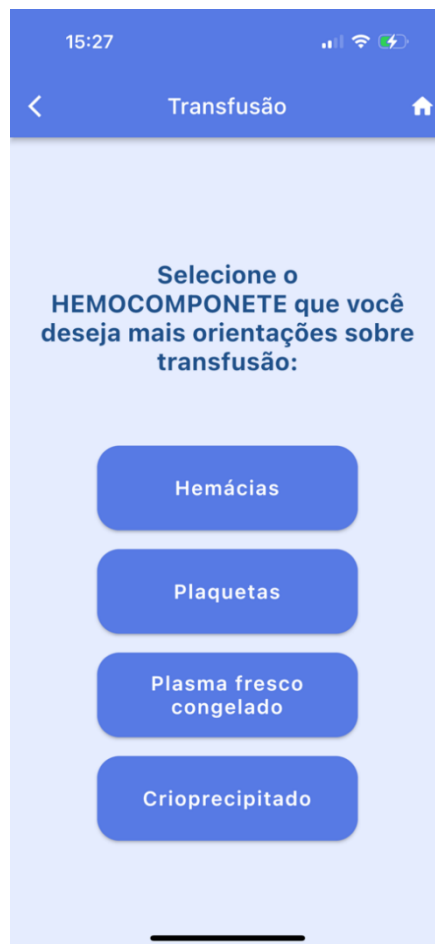 15:27
Transfusão
Selecione o
HEMOCOMPONETE que você
deseja mais orientações sobre
transfusão:
Hemácias
Plaquetas
Plasma fresco
congelado
Crioprecipitado